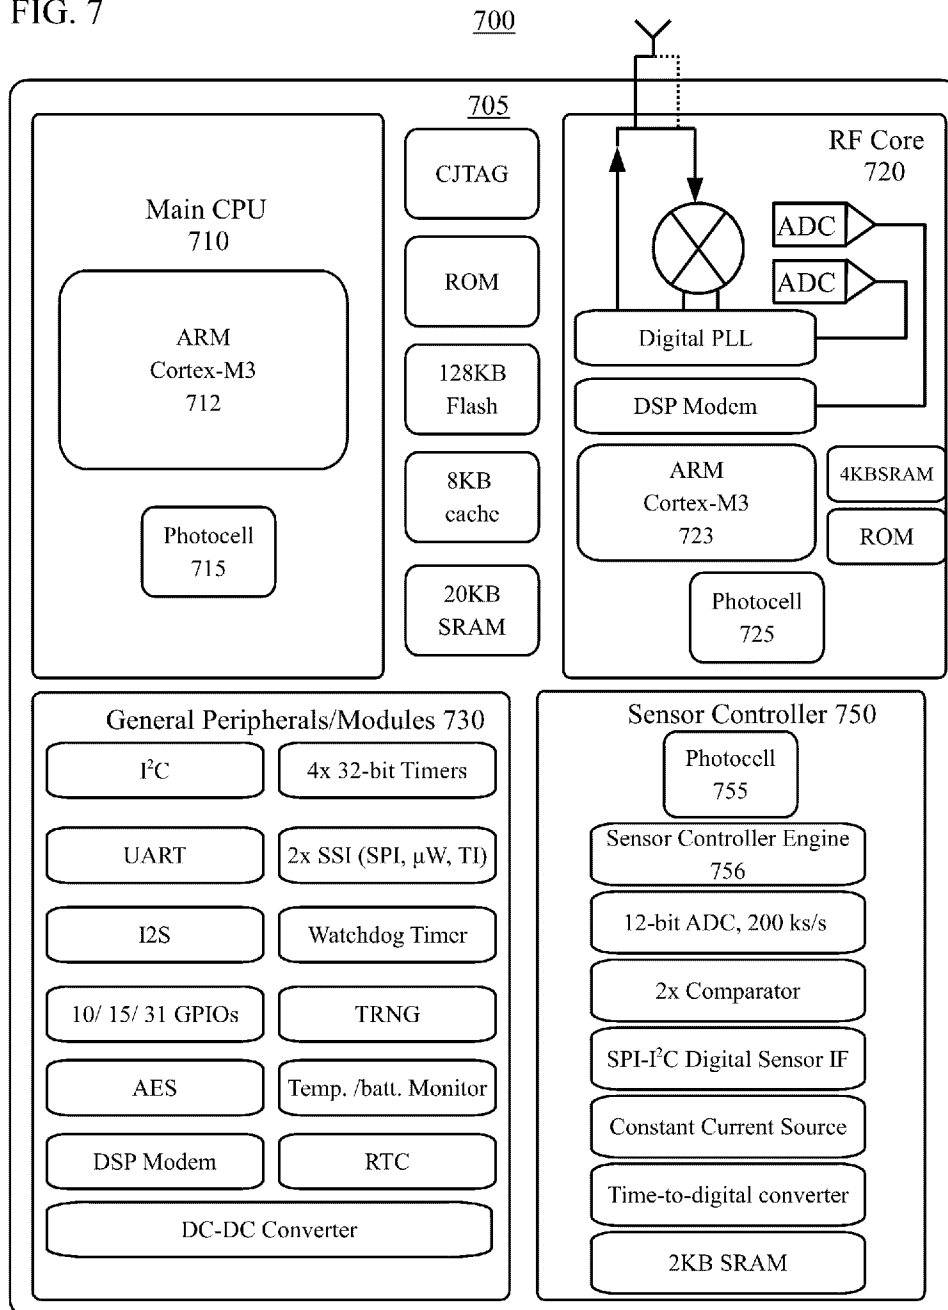 FIG. 7
700
705
Main CPU
710
ARM
Cortex-M3
712
Photocell
715
CJTAG
ROM
128KB
Flash
8KB
cache
20KB
SRAM
RF Core
720
ADC
ADC
Digital PLL
DSP Modem
ARM
Cortex-M3
723
4KBSRAM
ROM
Photocell
725
General Peripherals/Modules 730
I²C
4x 32-bit Timers
UART
2x SSI (SPI, µW, TI)
I2S
Watchdog Timer
10/ 15/ 31 GPIOs
TRNG
AES
Temp. /batt. Monitor
DSP Modem
RTC
DC-DC Converter
Sensor Controller 750
Photocell
755
Sensor Controller Engine
756
12-bit ADC, 200 ks/s
2x Comparator
SPI-I²C Digital Sensor IF
Constant Current Source
Time-to-digital converter
2KB SRAM